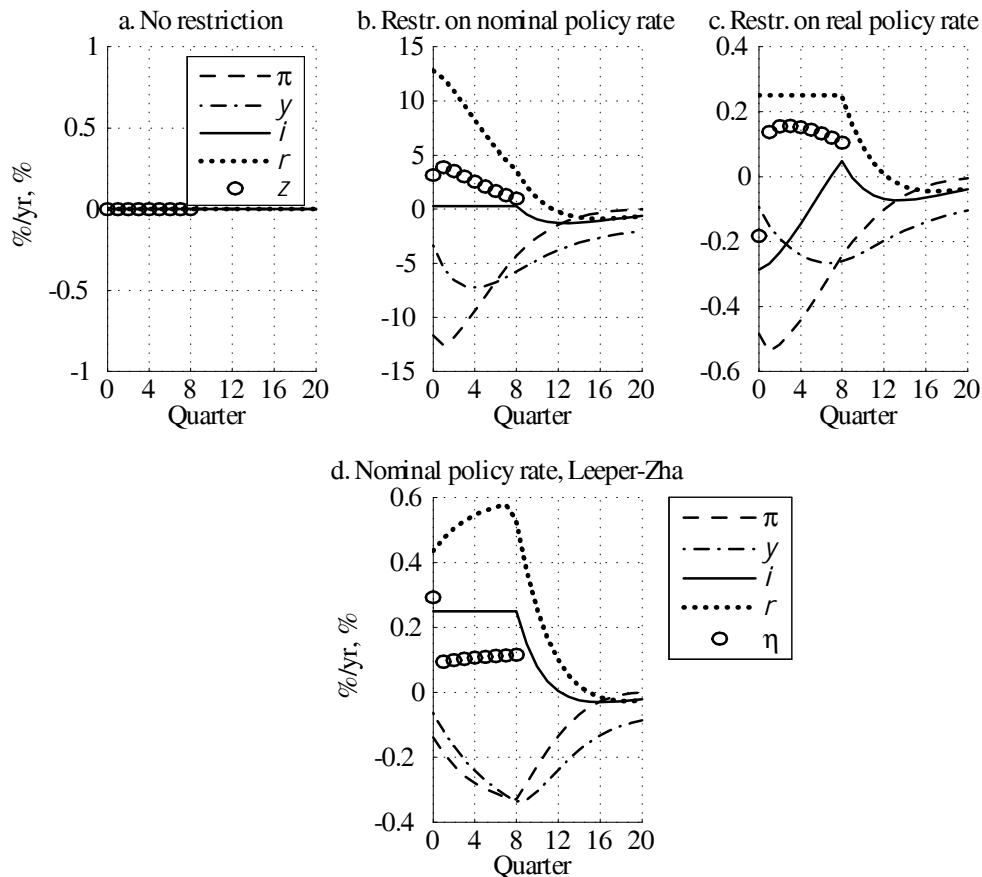 a. No restriction
b. Restr. on nominal policy rate
c. Restr. on real policy rate
%/yr, %
1
0.5
0
-0.5
-1
0 4 8 12 16 20
Quarter
π
y
i
r
z
15
10
5
0
-5
-10
-15
0 4 8 12 16 20
Quarter
0.4
0.2
0
-0.2
-0.4
-0.6
0 4 8 12 16 20
Quarter
d. Nominal policy rate, Leeper-Zha
%/yr, %
0.6
0.4
0.2
0
-0.2
-0.4
0 4 8 12 16 20
Quarter
π
y
i
r
η